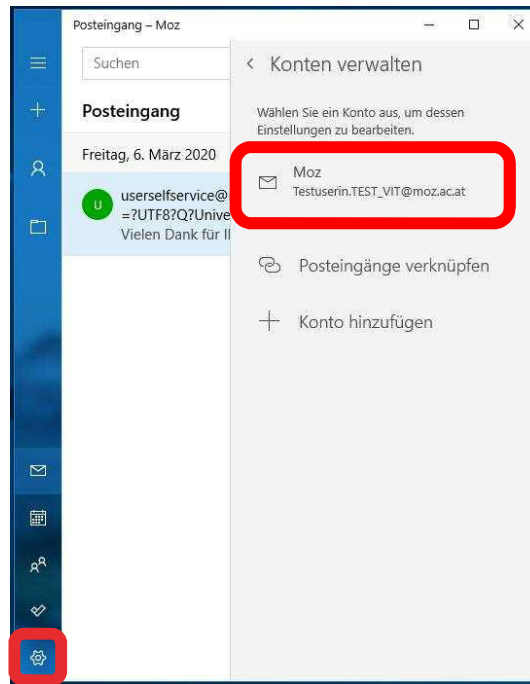 Posteingang – Moz
Suchen
Posteingang
Freitag, 6. März 2020
U
userselfservice@
=?UTF8?Q?Unive
Vielen Dank für II
Konten verwalten
Wählen Sie ein Konto aus, um dessen
Einstellungen zu bearbeiten.
Moz
Testuserin.TEST_VIT@moz.ac.at
Posteingänge verknüpfen
Konto hinzufügen